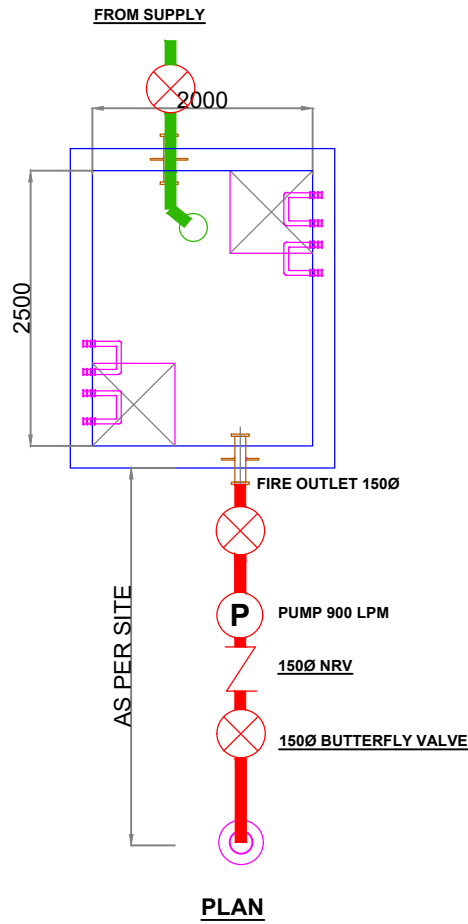 FROM SUPPLY
2000
2500
FIRE OUTLET 150Ø
AS PER SITE
P
PUMP 900 LPM
150Ø NRV
150Ø BUTTERFLY VALVE
PLAN